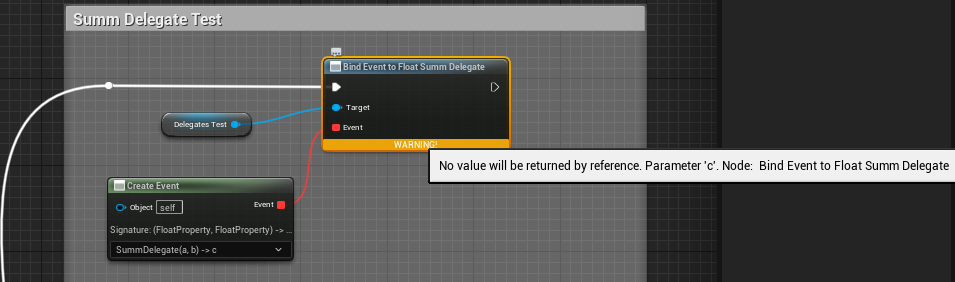 Summ Delegate Test
Bind Event to Float Summ Delegate
Target
Delegates Test
Event
WARNING!
No value will be returned by reference. Parameter 'c'. Node:  Bind Event to Float Summ Delegate
Create Event
Object self
Event
Signature: (FloatProperty, FloatProperty) -> ...
SummDelegate(a, b) -> c